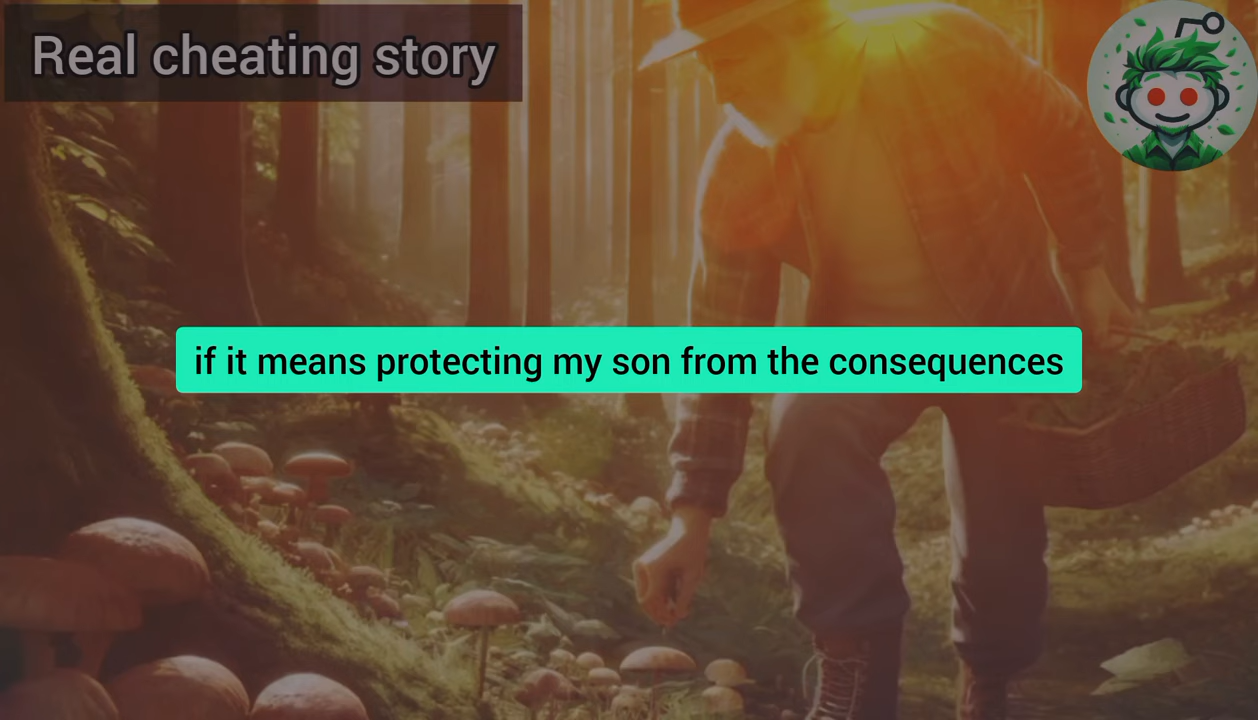 Real cheating story
if it means protecting my son from the consequences